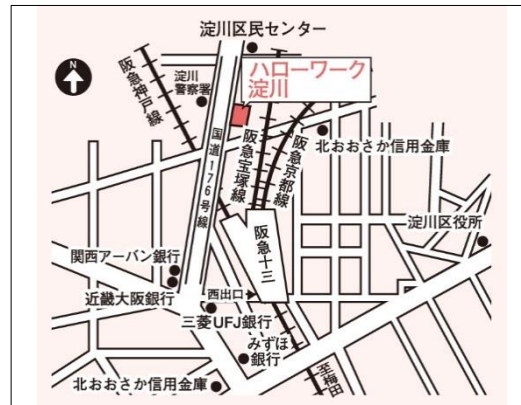 淀川区民センター
N
ハローワーク
淀川
淀川
警察署
阪急神戸線
国道176号線
阪急宝塚線
阪急京都線
北おおさか信用金庫
淀川区役所
阪急十三
関西アーバン銀行
近畿大阪銀行
西出口
三菱UFJ銀行
みずほ
銀行
至梅田
北おおさか信用金庫